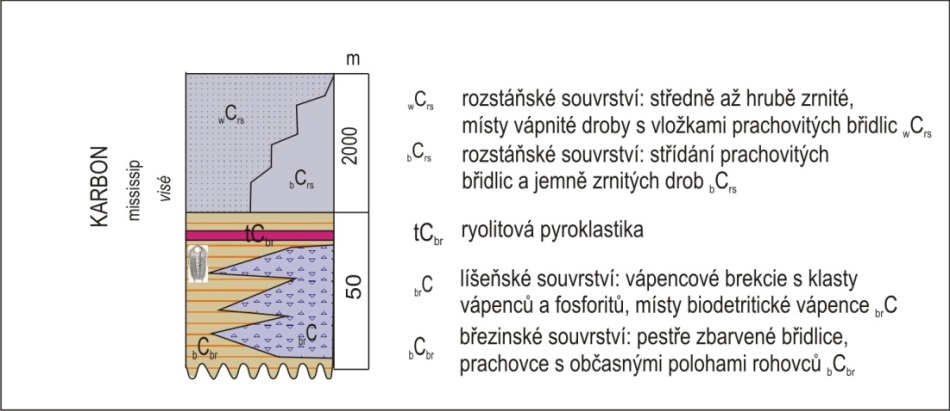 m
KARBON
mississip
visé
wCrs
bCrs
tCbr
brC
bCbr
2000
50
wCrs rozstáňské souvrství: středně až hrubě zrnité,
místy vápnité droby s vložkami prachovitých břidlic wCrs
bCrs rozstáňské souvrství: střídání prachovitých
břidlic a jemně zrnitých drob bCrs
tCbr ryolitová pyroklastika
brC líšeňské souvrství: vápencové brekcie s klasty
vápenců a fosforitů, místy biodetritické vápence brC
bCbr březinské souvrství: pestře zbarvené břidlice,
prachovce s občasnými polohami rohovců bCbr